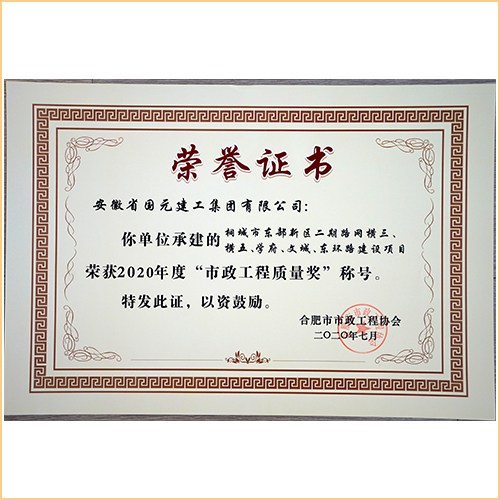 荣誉证书
安徽省国元建工集团有限公司：
你单位承建的桐城市东部新区二期路网横三、
横五、学府、文城、东环路建设项目
荣获2020年度“市政工程质量奖”称号。
特发此证，以资鼓励。
合肥市市政工程协会
二〇二〇年七月